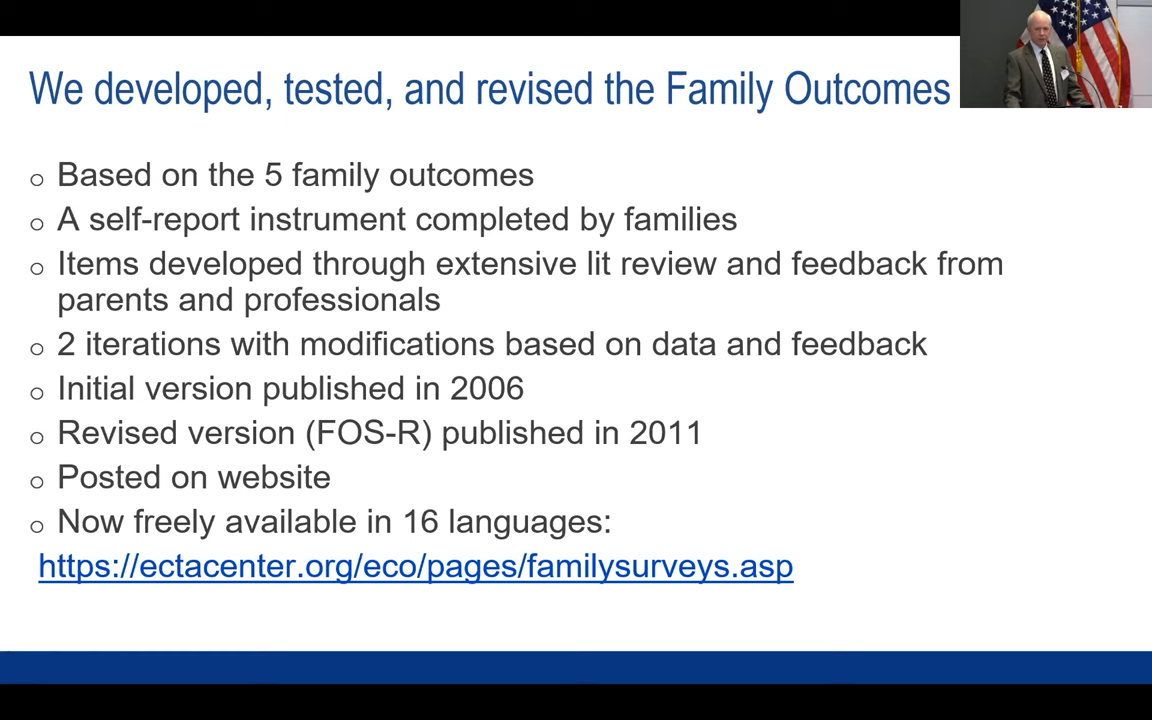 We developed, tested, and revised the Family Outcomes
o Based on the 5 family outcomes
o A self-report instrument completed by families
o Items developed through extensive lit review and feedback from
parents and professionals
o 2 iterations with modifications based on data and feedback
o Initial version published in 2006
o Revised version (FOS-R) published in 2011
o Posted on website
o Now freely available in 16 languages:
https://ectacenter.org/eco/pages/familysurveys.asp